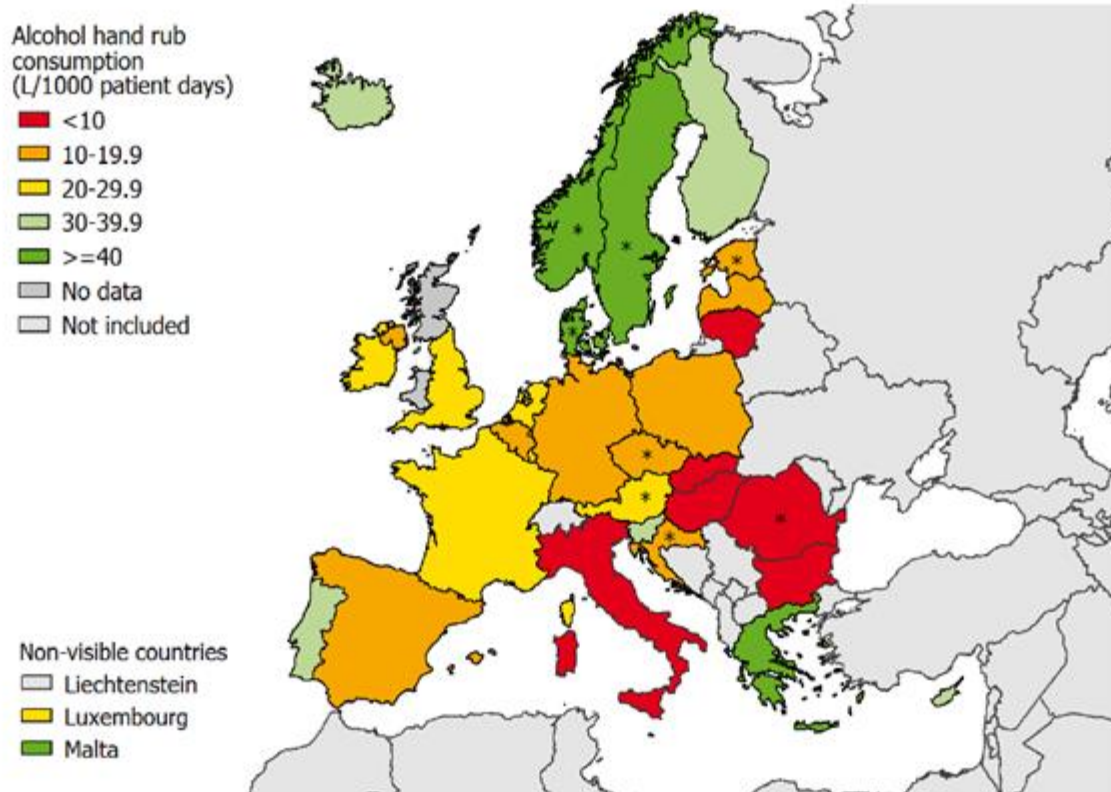 Alcohol hand rub
consumption
(L/1000 patient days)
<10
10-19.9
20-29.9
30-39.9
>=40
No data
Not included
*
*
*
*
*
*
*
*
Non-visible countries
Liechtenstein
Luxembourg
Malta